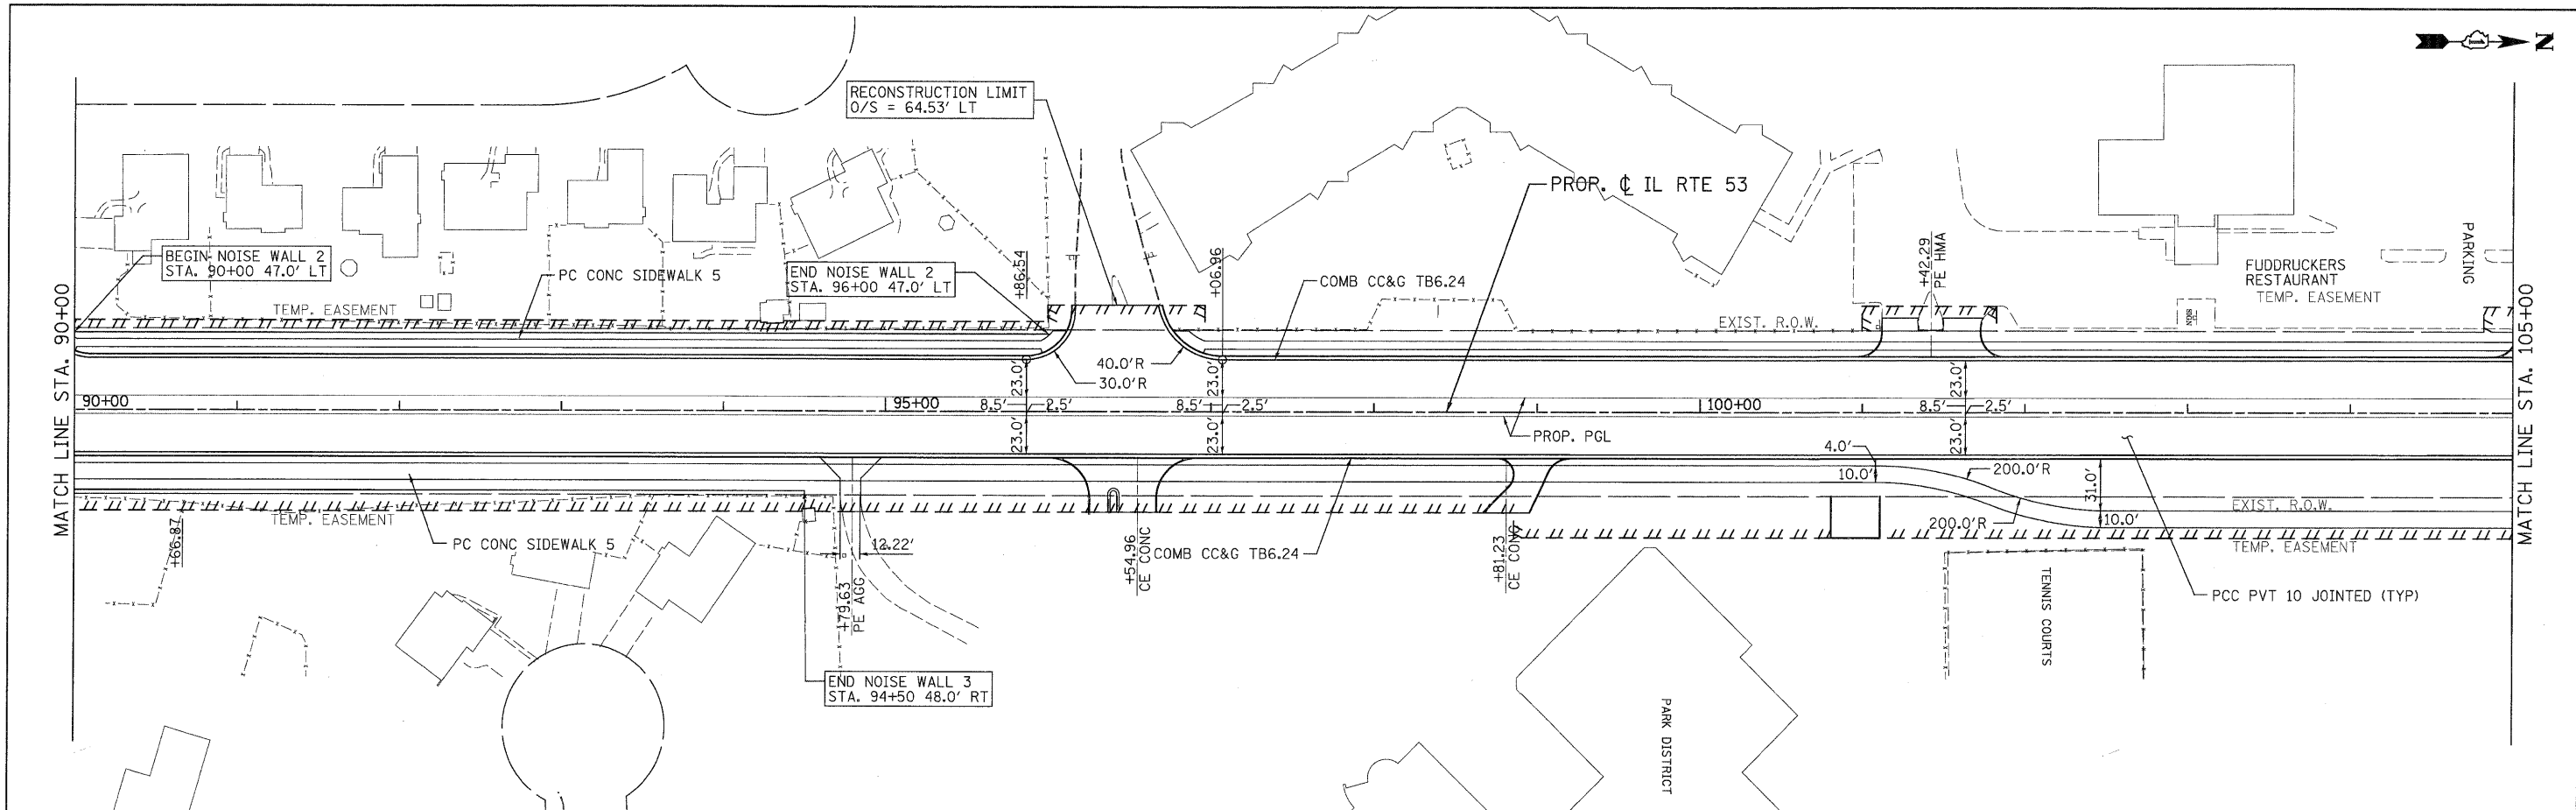 N
RECONSTRUCTION LIMIT
O/S = 64.53' LT
PROP. ℄ IL RTE 53
BEGIN NOISE WALL 2
STA. 90+00 47.0' LT
PC CONC SIDEWALK 5
END NOISE WALL 2
STA. 96+00 47.0' LT
+86.54
+06.96
COMB CC&G TB6.24
+42.29
PE HMA
FUDDRUCKERS
RESTAURANT
TEMP. EASEMENT
PARKING
SIGN
TEMP. EASEMENT
EXIST. R.O.W.
MATCH LINE STA. 90+00
MATCH LINE STA. 105+00
40.0'R
30.0'R
23.0'
23.0'
23.0'
90+00
95+00
100+00
8.5'
2.5'
8.5'
2.5'
8.5'
2.5'
23.0'
23.0'
23.0'
PROP. PGL
4.0'
10.0'
200.0'R
31.0'
200.0'R
10.0'
EXIST. R.O.W.
TEMP. EASEMENT
TEMP. EASEMENT
+66.87
PC CONC SIDEWALK 5
12.22'
+79.63
PE AGG
+54.96
CE CONC
COMB CC&G TB6.24
+81.23
CE CONC
TENNIS COURTS
PCC PVT 10 JOINTED (TYP)
END NOISE WALL 3
STA. 94+50 48.0' RT
PARK DISTRICT